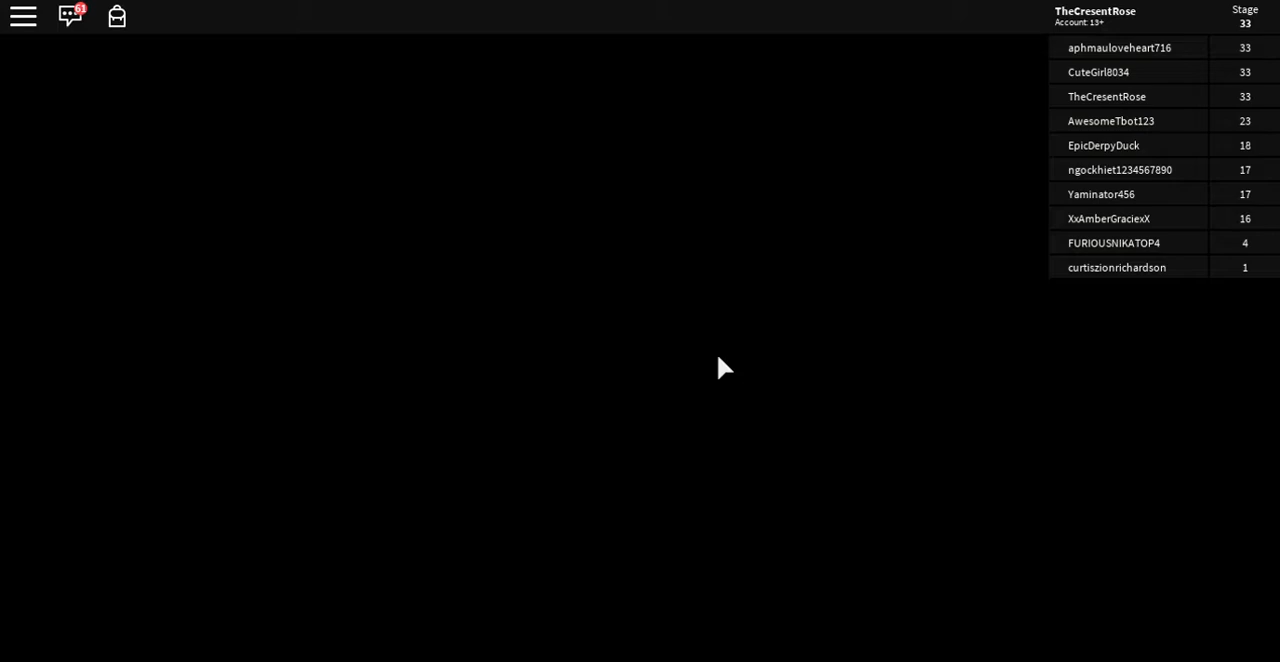 61
TheCresentRose Stage
Account: 13+ 33
aphmauloveheart716 33
CuteGirl8034 33
TheCresentRose 33
AwesomeTbot123 23
EpicDerpyDuck 18
ngockhiet1234567890 17
Yaminator456 17
XxAmberGraciexX 16
FURIOUSNIKATOP4 4
curtiszionrichardson 1